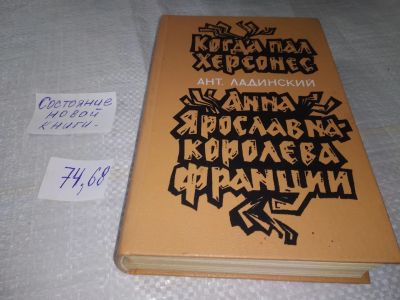 Состояние
новой
книги-
74,68
КОГДА ПАЛ
ХЕРСОНЕС
АНТ. ЛАДИНСКИЙ
АННА
ЯРОСЛАВНА-
КОРОЛЕВА
ФРАНЦИИ